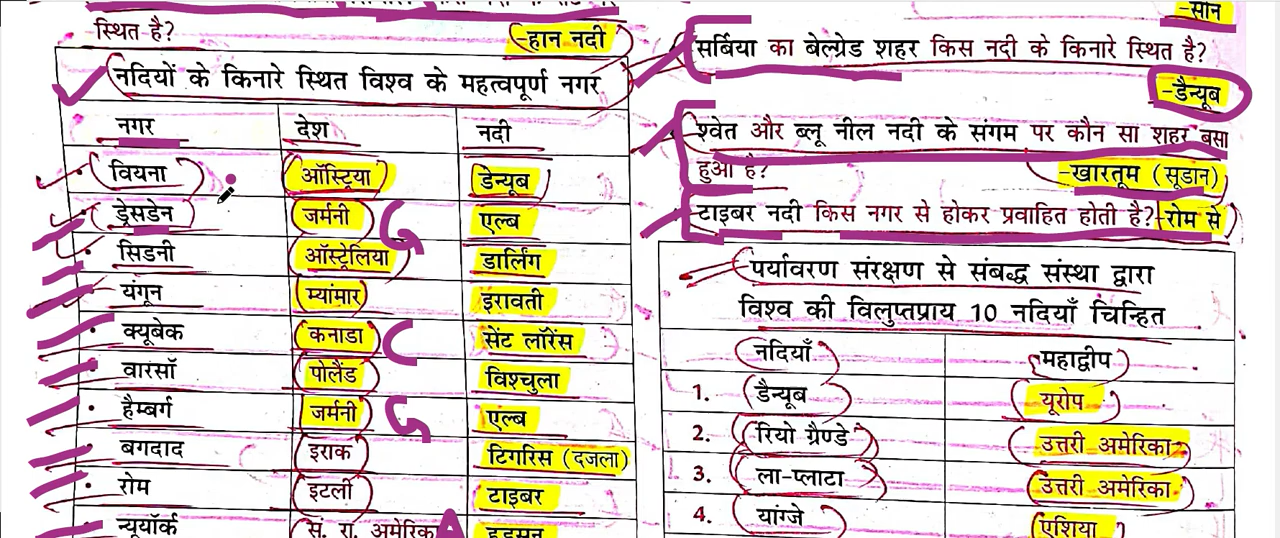 स्थित है?
-हान नदी
नदियों के किनारे स्थित विश्व के महत्वपूर्ण नगर
नगर देश नदी
• वियना ऑस्ट्रिया डेन्यूब
• ड्रेसडेन जर्मनी एल्ब
• सिडनी ऑस्ट्रेलिया डार्लिंग
• यंगून म्यांमार इरावती
• क्यूबेक कनाडा सेंट लॉरेंस
• वारसॉ पोलैंड विश्चुला
• हैम्बर्ग जर्मनी एल्ब
• बगदाद इराक टिगरिस (दजला)
• रोम इटली टाइबर
• न्यूयॉर्क सं. रा. अमेरिका हडसन
-सोन
सर्बिया का बेलग्रेड शहर किस नदी के किनारे स्थित है?
-डैन्यूब
श्वेत और ब्लू नील नदी के संगम पर कौन सा शहर बसा
हुआ है?
-खारतूम (सूडान)
टाइबर नदी किस नगर से होकर प्रवाहित होती है? -रोम से
पर्यावरण संरक्षण से संबद्ध संस्था द्वारा
विश्व की विलुप्तप्राय 10 नदियाँ चिन्हित
नदियाँ महाद्वीप
1. डैन्यूब यूरोप
2. रियो ग्रैण्डे उत्तरी अमेरिका
3. ला-प्लाटा उत्तरी अमेरिका
4. यांग्जे एशिया